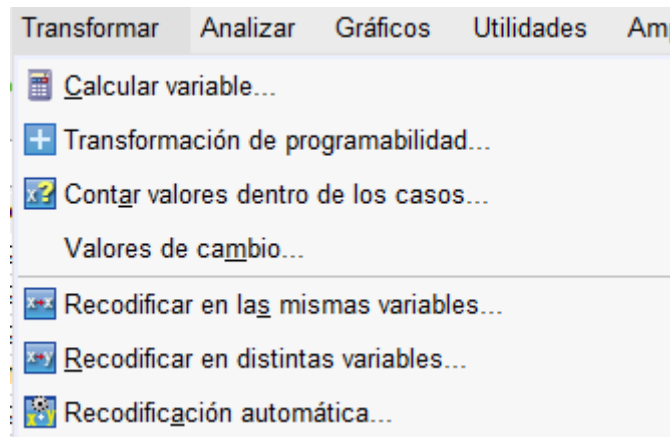 Transformar Analizar Gráficos Utilidades
Calcular variable...
Transformación de programabilidad...
Contar valores dentro de los casos...
Valores de cambio...
Recodificar en las mismas variables...
Recodificar en distintas variables...
Recodificación automática...